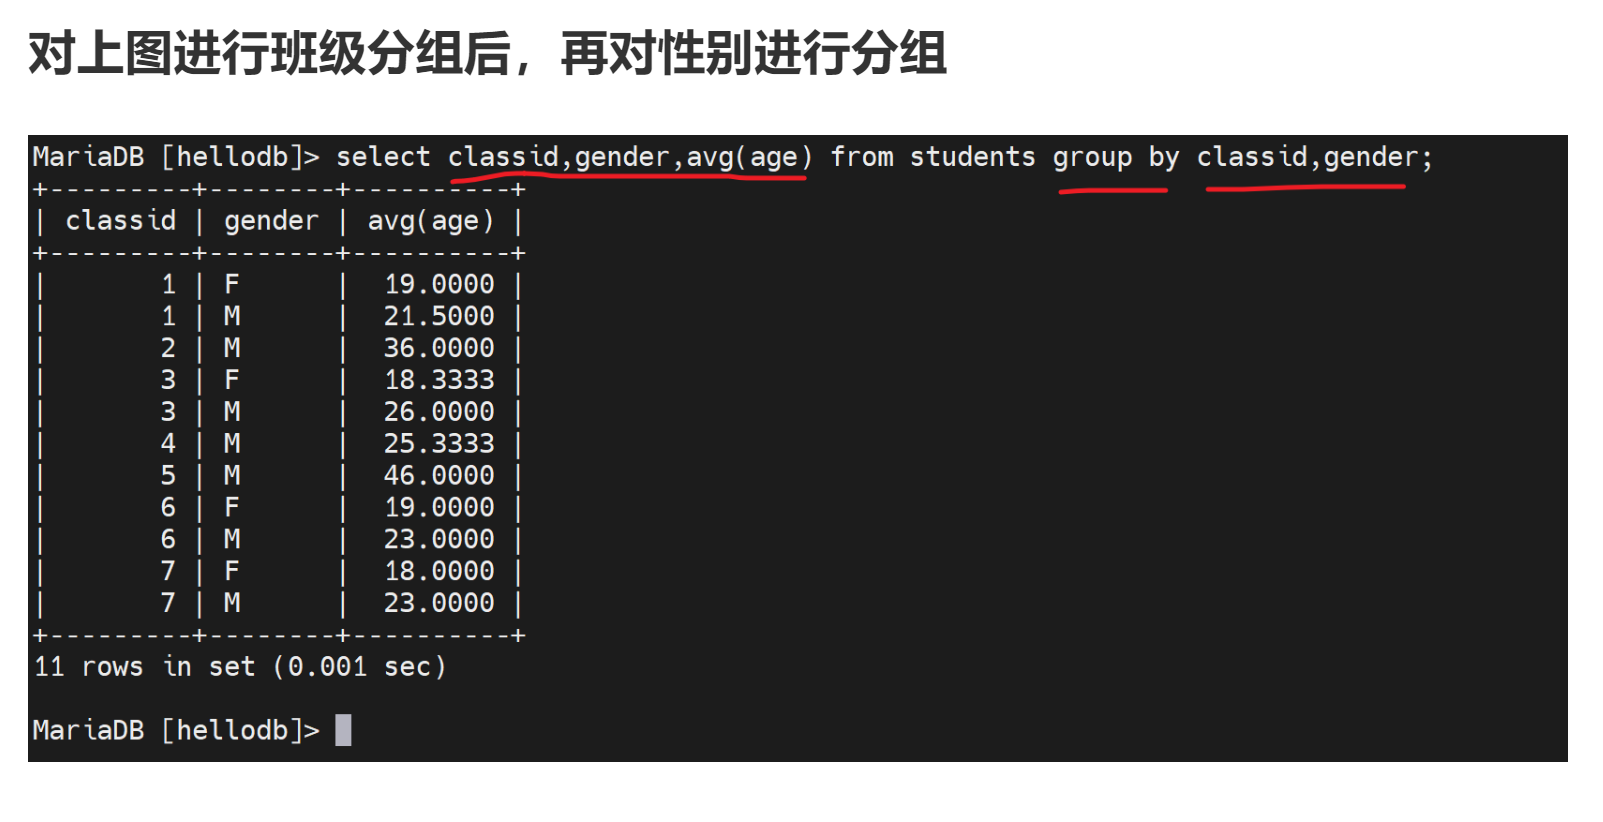 对上图进行班级分组后，再对性别进行分组
MariaDB [hellodb]> select classid,gender,avg(age) from students group by classid,gender;
+---------+--------+----------+
| classid | gender | avg(age) |
+---------+--------+----------+
|       1 | F      |  19.0000 |
|       1 | M      |  21.5000 |
|       2 | M      |  36.0000 |
|       3 | F      |  18.3333 |
|       3 | M      |  26.0000 |
|       4 | M      |  25.3333 |
|       5 | M      |  46.0000 |
|       6 | F      |  19.0000 |
|       6 | M      |  23.0000 |
|       7 | F      |  18.0000 |
|       7 | M      |  23.0000 |
+---------+--------+----------+
11 rows in set (0.001 sec)
MariaDB [hellodb]>